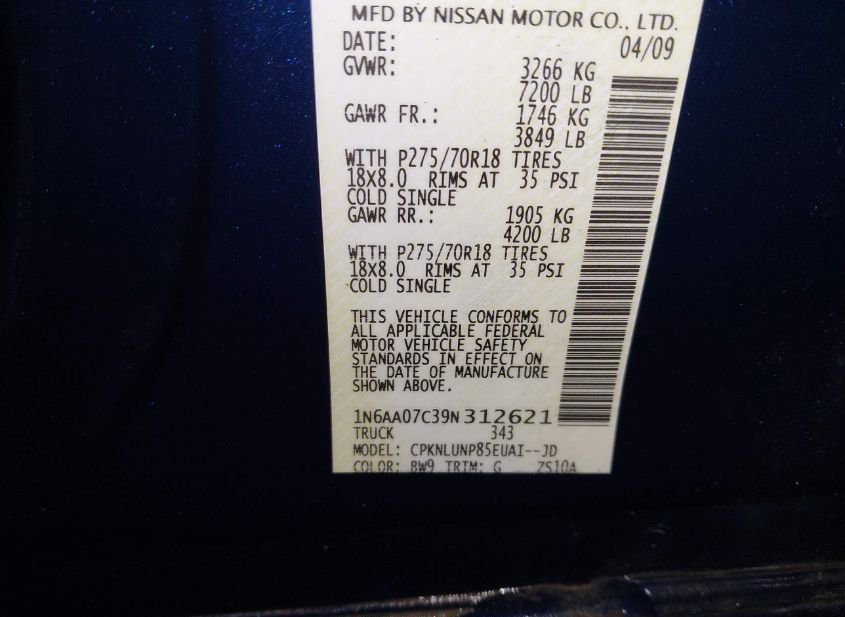 MFD BY NISSAN MOTOR CO., LTD.
DATE: 04/09
GVWR: 3266 KG
7200 LB
GAWR FR.: 1746 KG
3849 LB
WITH P275/70R18 TIRES
18X8.0 RIMS AT 35 PSI
COLD SINGLE
GAWR RR.: 1905 KG
4200 LB
WITH P275/70R18 TIRES
18X8.0 RIMS AT 35 PSI
COLD SINGLE
THIS VEHICLE CONFORMS TO
ALL APPLICABLE FEDERAL
MOTOR VEHICLE SAFETY
STANDARDS IN EFFECT ON
THE DATE OF MANUFACTURE
SHOWN ABOVE.
1N6AA07C39N312621
TRUCK 343
MODEL: CPKNLUNP85EUAI--JD
COLOR: BW9 TRIM: G ZS10A